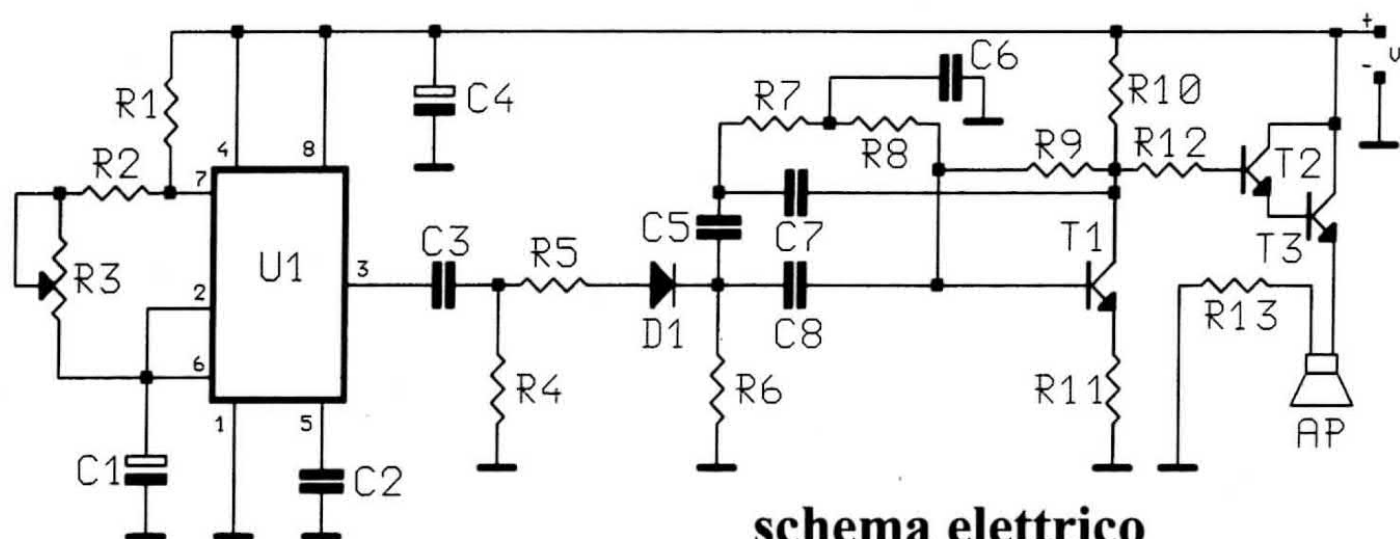 +
U
-
C6
R1
C4
R7
R10
R2
4
8
R8
R9
R12
7
T2
C5
C7
T1
T3
C3
R5
R3
U1
3
2
R13
D1
C8
6
R4
R6
R11
1
5
AP
C1
C2
schema elettrico